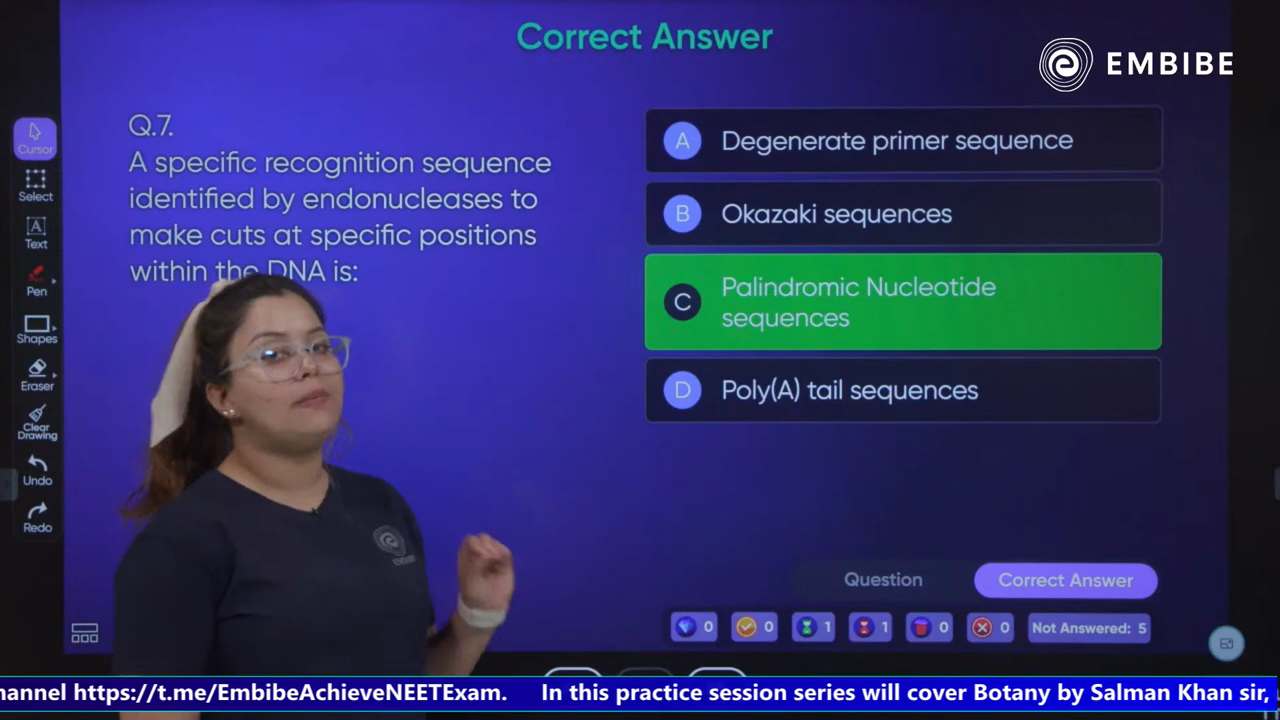 Correct Answer
EMBIBE
Q.7.
A specific recognition sequence
identified by endonucleases to
make cuts at specific positions
within the DNA is:
A Degenerate primer sequence
B Okazaki sequences
C Palindromic Nucleotide
sequences
D Poly(A) tail sequences
Cursor
Select
Text
Pen
Shapes
Eraser
Clear
Drawing
Undo
Redo
EMBIBE
Question
Correct Answer
0
0
1
1
0
0
Not Answered: 5
hannel https://t.me/EmbibeAchieveNEETExam. In this practice session series will cover Botany by Salman Khan sir,